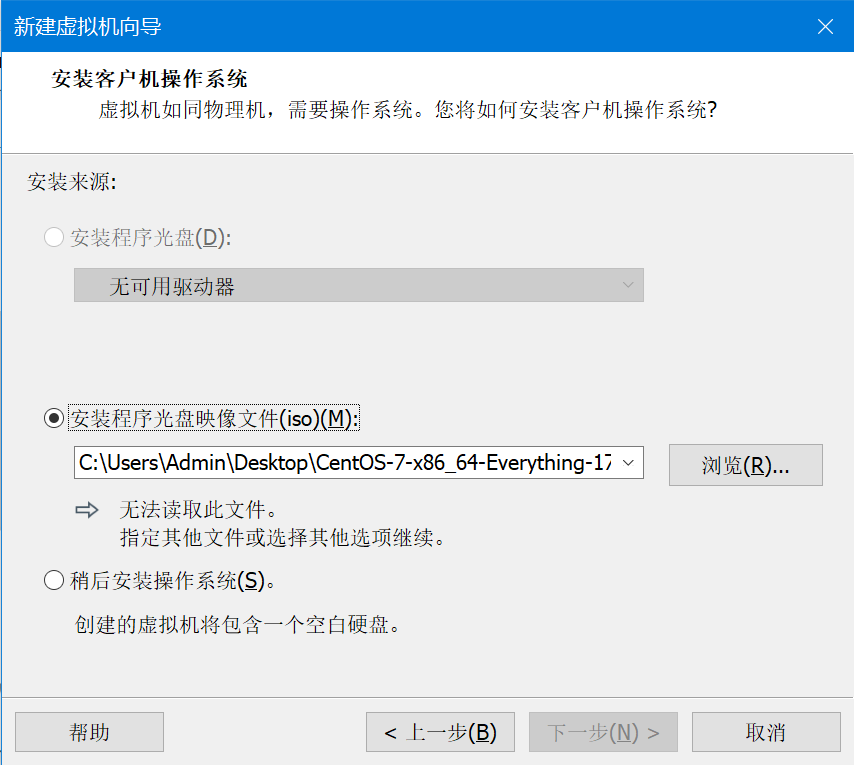 新建虚拟机向导
安装客户机操作系统
虚拟机如同物理机，需要操作系统。您将如何安装客户机操作系统?
安装来源:
安装程序光盘(D):
无可用驱动器
安装程序光盘映像文件(iso)(M):
C:\Users\Admin\Desktop\CentOS-7-x86_64-Everything-17
浏览(R)...
无法读取此文件。
指定其他文件或选择其他选项继续。
稍后安装操作系统(S)。
创建的虚拟机将包含一个空白硬盘。
帮助
< 上一步(B)
下一步(N) >
取消